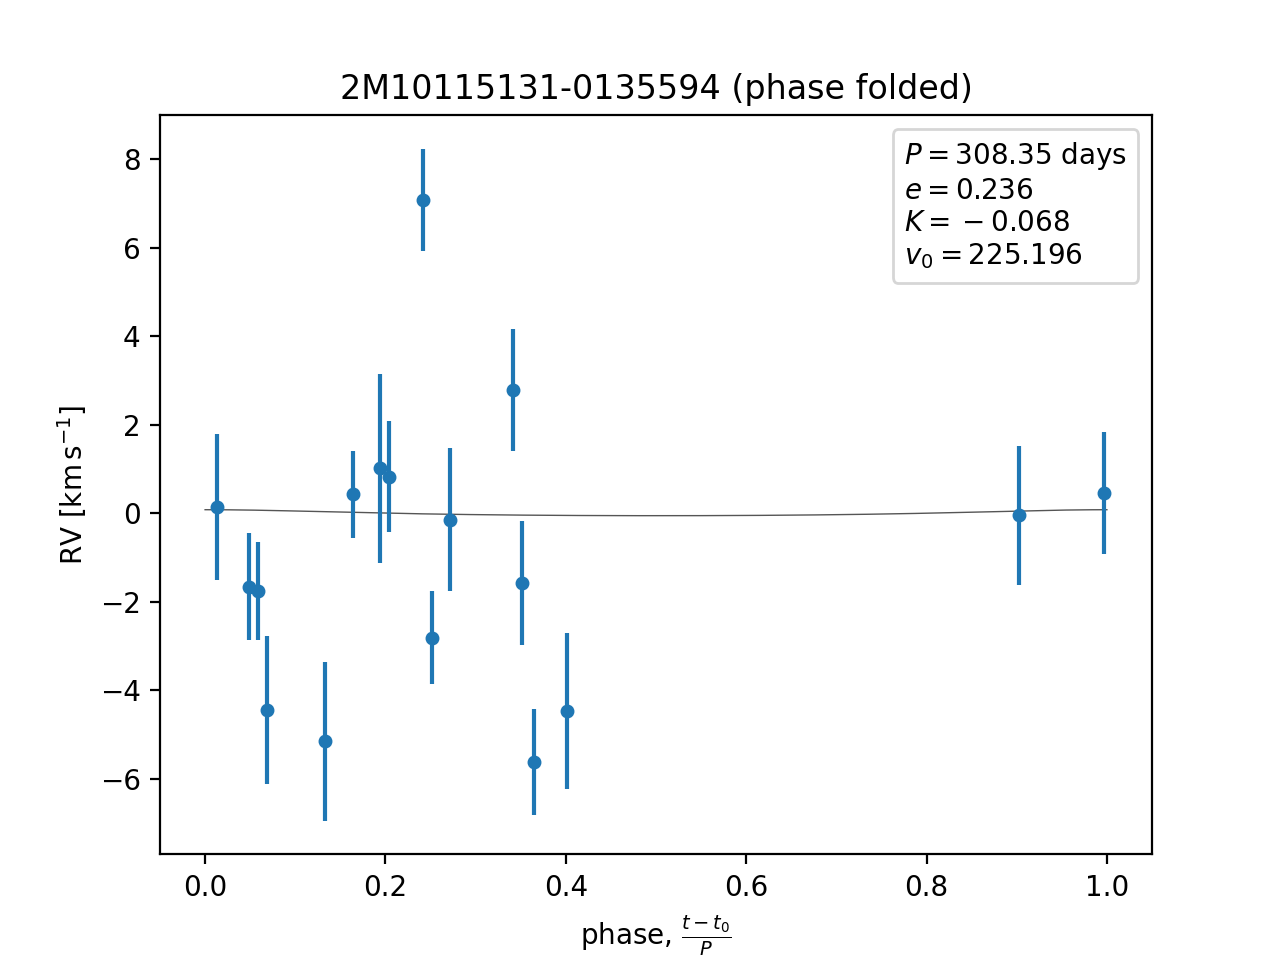 2M10115131-0135594 (phase folded)
P = 308.35 days
e = 0.236
K = −0.068
v₀ = 225.196
8
6
4
2
0
−2
−4
−6
RV [km s⁻¹]
0.0 0.2 0.4 0.6 0.8 1.0
phase, (t − t₀)/P